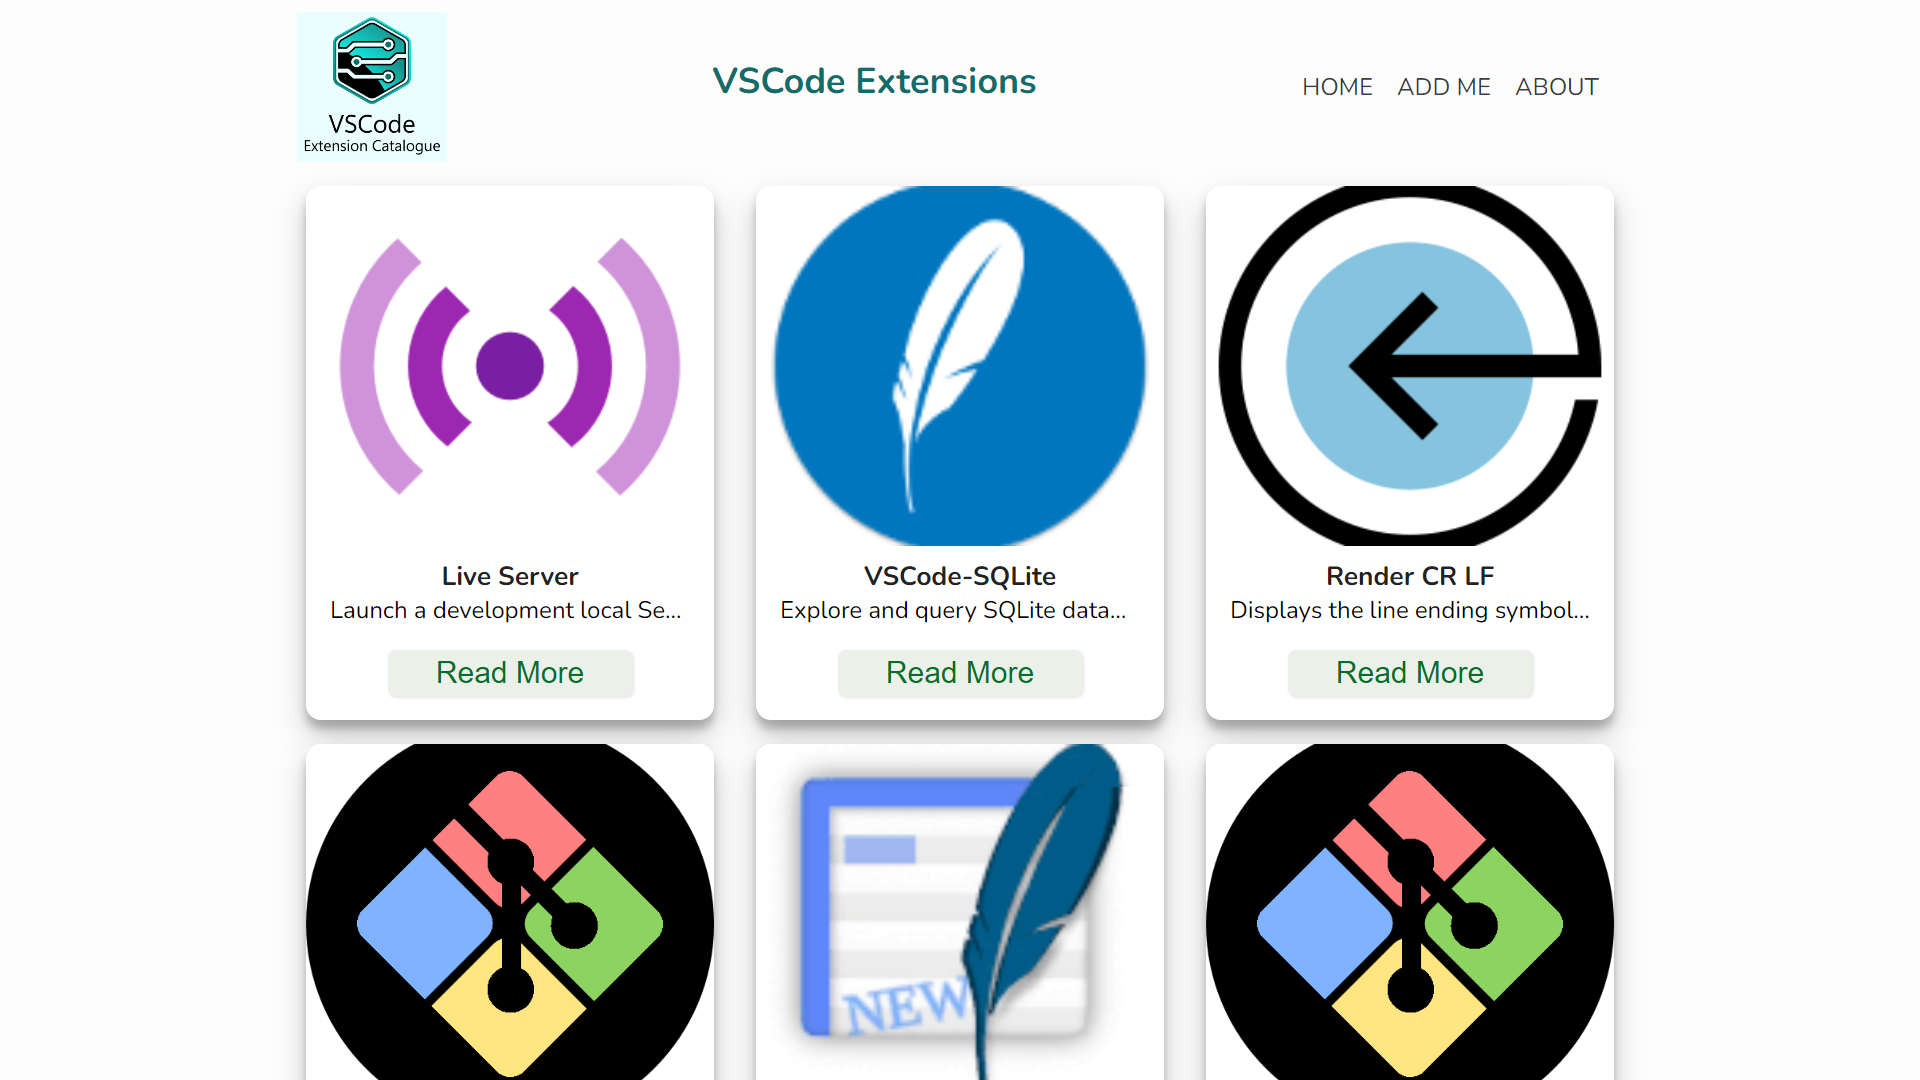 VSCode
Extension Catalogue
VSCode Extensions
HOME ADD ME ABOUT
Live Server
Launch a development local Se...
Read More
VSCode-SQLite
Explore and query SQLite data...
Read More
Render CR LF
Displays the line ending symbol...
Read More
NEW